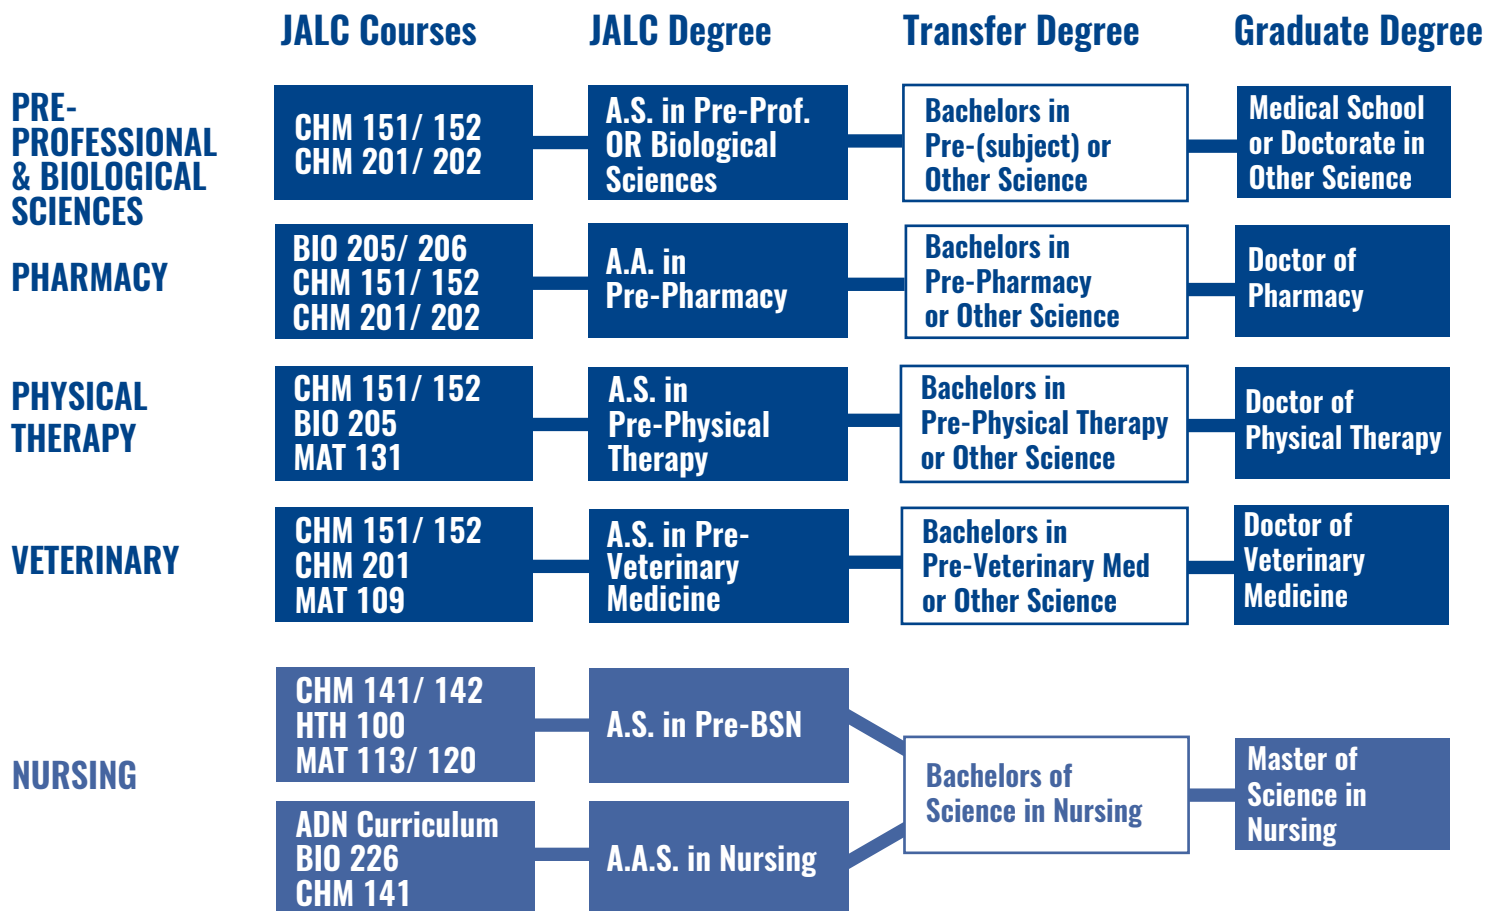 JALC Courses
JALC Degree
Transfer Degree
Graduate Degree
PRE-
PROFESSIONAL
& BIOLOGICAL
SCIENCES
CHM 151/ 152
CHM 201/ 202
A.S. in Pre-Prof.
OR Biological
Sciences
Bachelors in
Pre-(subject) or
Other Science
Medical School
or Doctorate in
Other Science
PHARMACY
BIO 205/ 206
CHM 151/ 152
CHM 201/ 202
A.A. in
Pre-Pharmacy
Bachelors in
Pre-Pharmacy
or Other Science
Doctor of
Pharmacy
PHYSICAL
THERAPY
CHM 151/ 152
BIO 205
MAT 131
A.S. in
Pre-Physical
Therapy
Bachelors in
Pre-Physical Therapy
or Other Science
Doctor of
Physical Therapy
VETERINARY
CHM 151/ 152
CHM 201
MAT 109
A.S. in Pre-
Veterinary
Medicine
Bachelors in
Pre-Veterinary Med
or Other Science
Doctor of
Veterinary
Medicine
NURSING
CHM 141/ 142
HTH 100
MAT 113/ 120
A.S. in Pre-BSN
ADN Curriculum
BIO 226
CHM 141
A.A.S. in Nursing
Bachelors of
Science in Nursing
Master of
Science in
Nursing